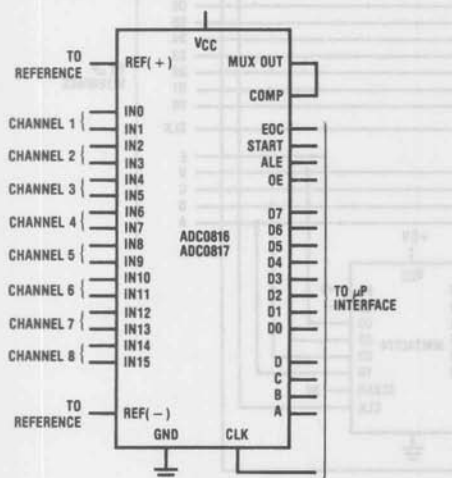 VCC
TO
REFERENCE
REF(+)
MUX OUT
COMP
CHANNEL 1
IN0
IN1
CHANNEL 2
IN2
IN3
CHANNEL 3
IN4
IN5
CHANNEL 4
IN6
IN7
CHANNEL 5
IN8
IN9
CHANNEL 6
IN10
IN11
CHANNEL 7
IN12
IN13
CHANNEL 8
IN14
IN15
TO
REFERENCE
REF(−)
ADC0816
ADC0817
EOC
START
ALE
OE
D7
D6
D5
D4
D3
D2
D1
D0
D
C
B
A
TO µP
INTERFACE
GND
CLK